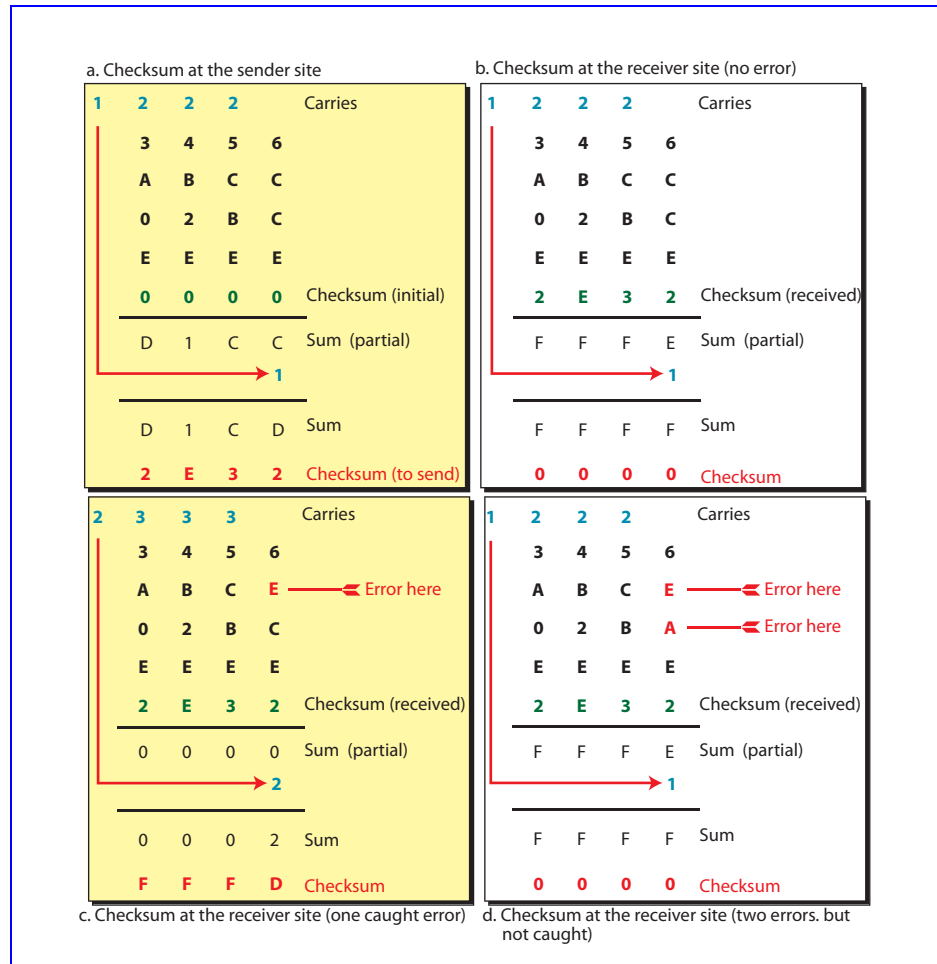 a. Checksum at the sender site
1 2 2 2 Carries
3 4 5 6
A B C C
0 2 B C
E E E E
0 0 0 0 Checksum (initial)
D 1 C C Sum (partial)
1
D 1 C D Sum
2 E 3 2 Checksum (to send)
b. Checksum at the receiver site (no error)
1 2 2 2 Carries
3 4 5 6
A B C C
0 2 B C
E E E E
2 E 3 2 Checksum (received)
F F F E Sum (partial)
1
F F F F Sum
0 0 0 0 Checksum
2 3 3 3 Carries
3 4 5 6
A B C E Error here
0 2 B C
E E E E
2 E 3 2 Checksum (received)
0 0 0 0 Sum (partial)
2
0 0 0 2 Sum
F F F D Checksum
c. Checksum at the receiver site (one caught error)
1 2 2 2 Carries
3 4 5 6
A B C E Error here
0 2 B A Error here
E E E E
2 E 3 2 Checksum (received)
F F F E Sum (partial)
1
F F F F Sum
0 0 0 0 Checksum
d. Checksum at the receiver site (two errors. but
not caught)